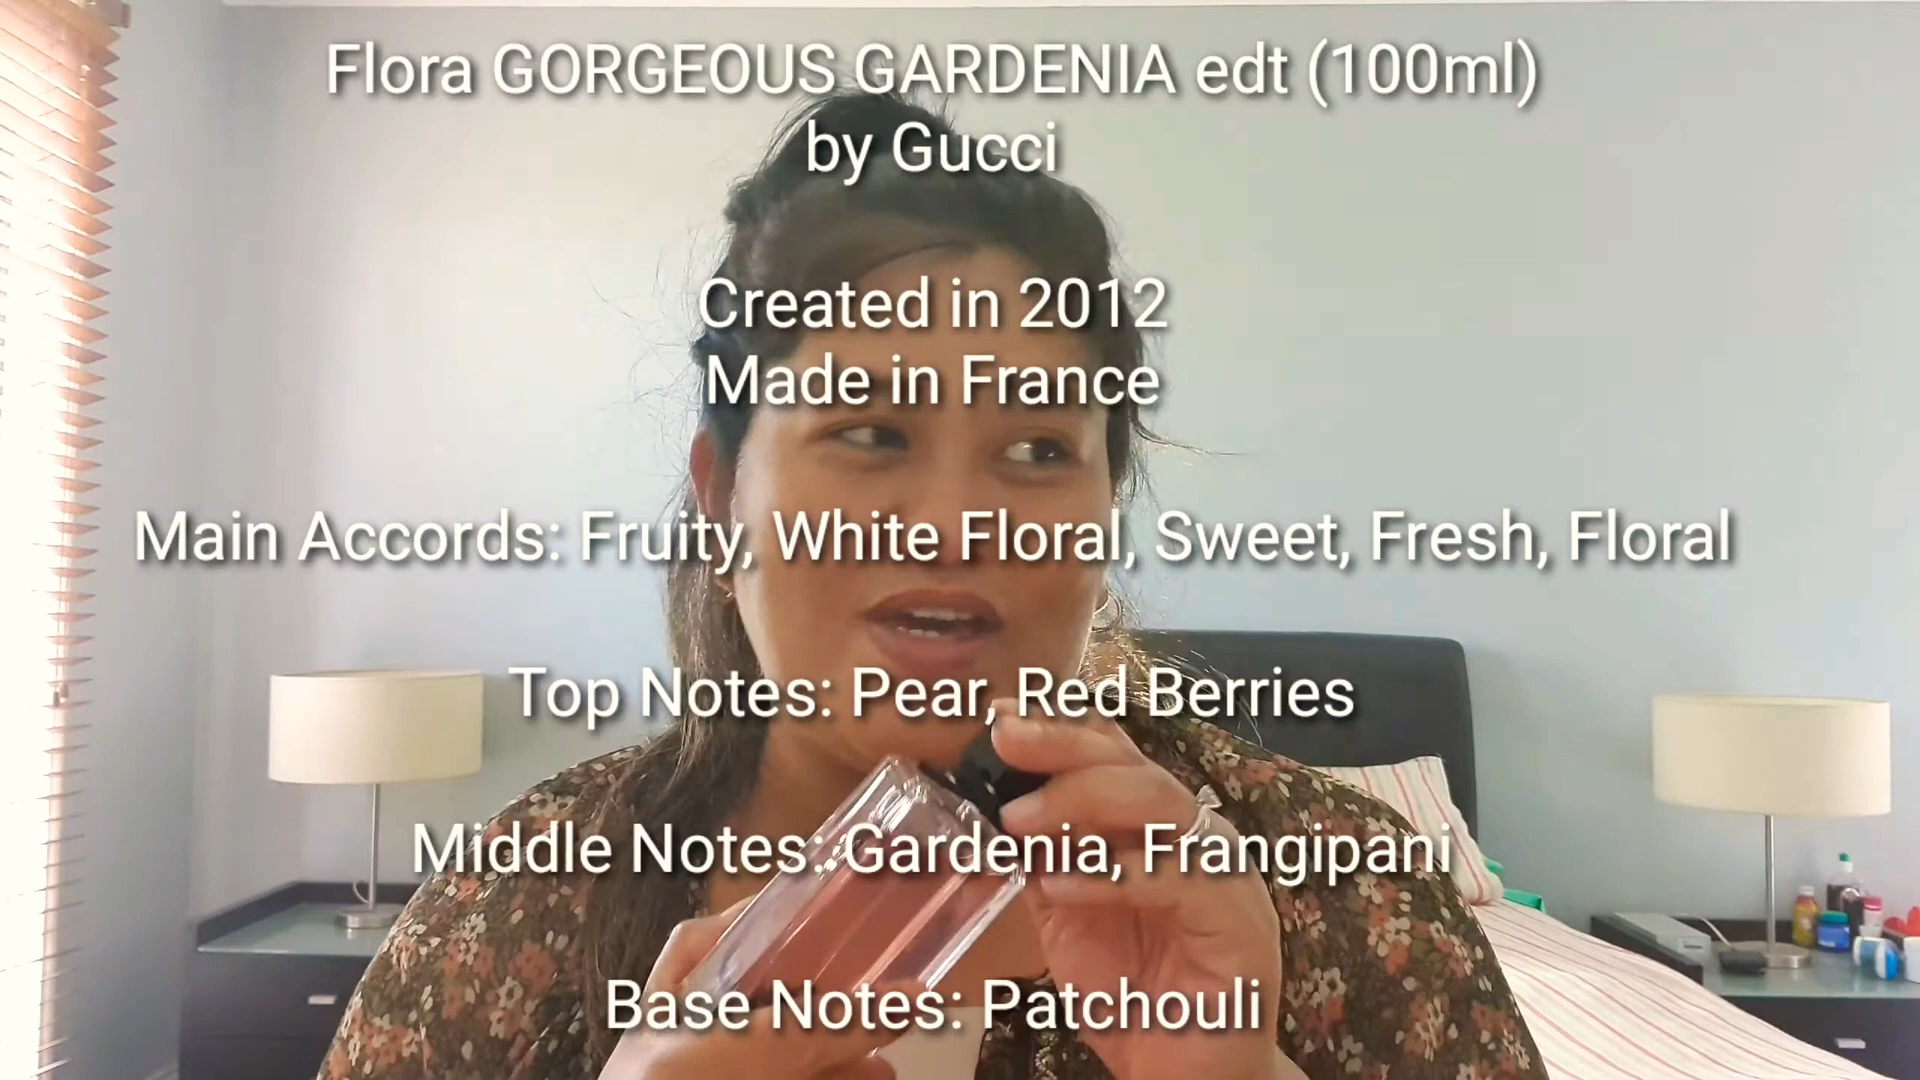 Flora GORGEOUS GARDENIA edt (100ml)
by Gucci
Created in 2012
Made in France
Main Accords: Fruity, White Floral, Sweet, Fresh, Floral
Top Notes: Pear, Red Berries
Middle Notes: Gardenia, Frangipani
Base Notes: Patchouli